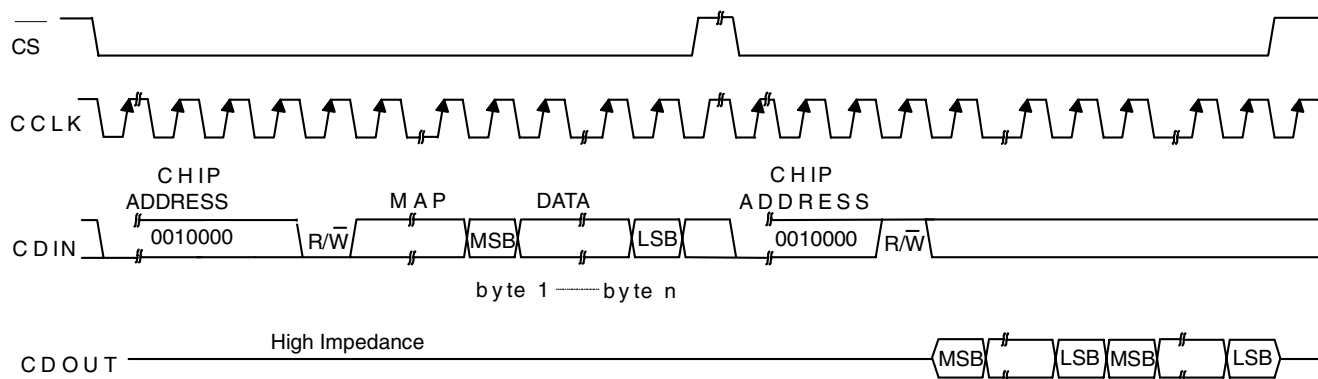 CS
CCLK
CHIP
ADDRESS
MAP
DATA
CHIP
ADDRESS
CDIN
0010000
R/W
MSB
LSB
0010000
R/W
byte 1
byte n
High Impedance
CDOUT
MSB
LSB
MSB
LSB